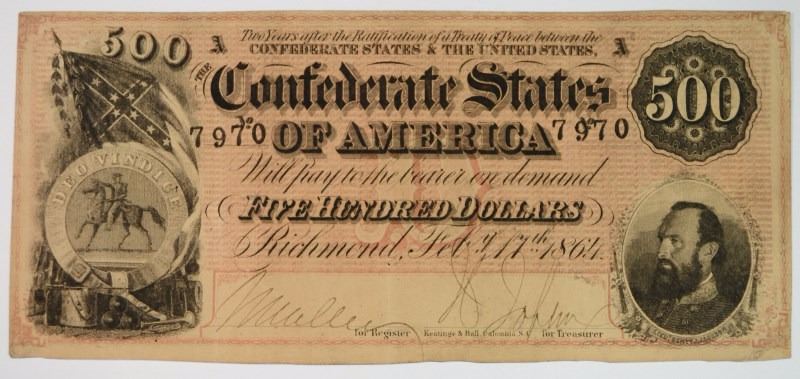 500 A Two Years after the Ratification of a Treaty of Peace between the A
CONFEDERATE STATES & THE UNITED STATES,
THE Confederate States 500
No 7970 OF AMERICA No 7970
DEO VINDICE
Will pay to the bearer on demand
FIVE HUNDRED DOLLARS
Richmond, Feby. 17th 1864.
for Register Keatinge & Ball, Columbia S.C. for Treasurer